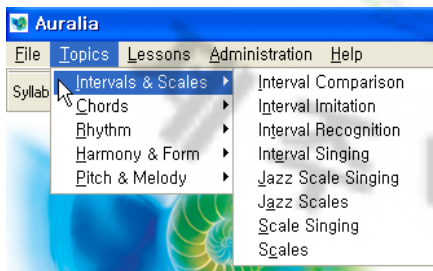 Auralia
File Topics Lessons Administration Help
Syllab
Intervals & Scales
Chords
Rhythm
Harmony & Form
Pitch & Melody
Interval Comparison
Interval Imitation
Interval Recognition
Interval Singing
Jazz Scale Singing
Jazz Scales
Scale Singing
Scales